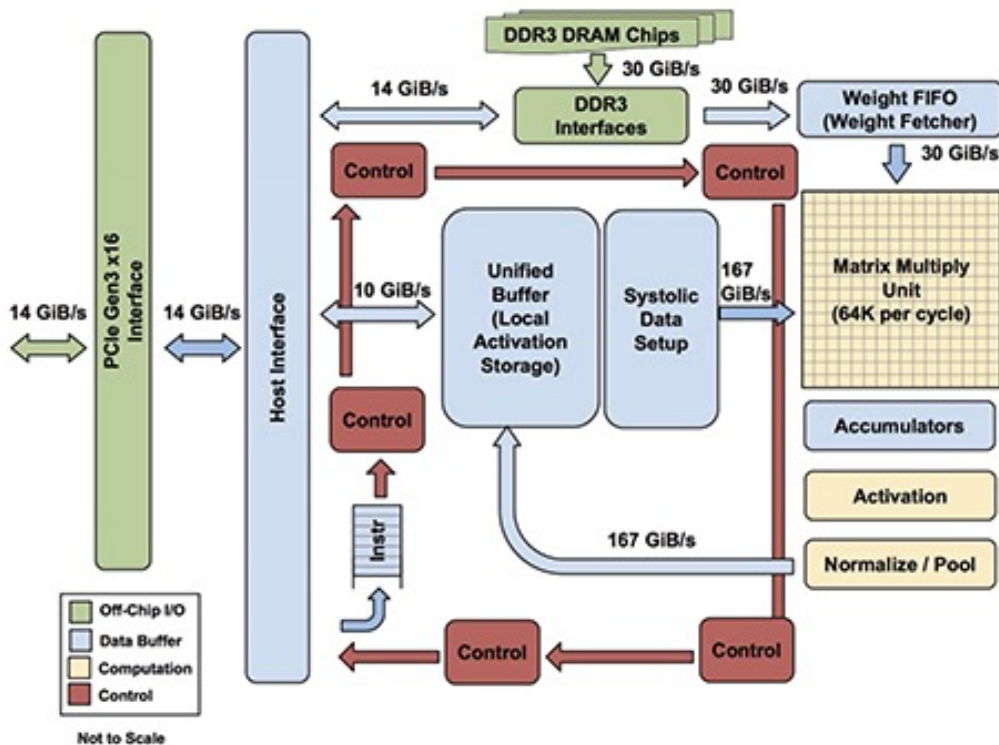 DDR3 DRAM Chips
30 GiB/s
14 GiB/s
DDR3
Interfaces
30 GiB/s
Weight FIFO
(Weight Fetcher)
30 GiB/s
Control
Control
PCIe Gen3 x16
Interface
Host Interface
14 GiB/s
14 GiB/s
10 GiB/s
Unified
Buffer
(Local
Activation
Storage)
Systolic
Data
Setup
167
GiB/s
Matrix Multiply
Unit
(64K per cycle)
Control
Accumulators
Activation
Instr
167 GiB/s
Normalize / Pool
Control
Control
Off-Chip I/O
Data Buffer
Computation
Control
Not to Scale